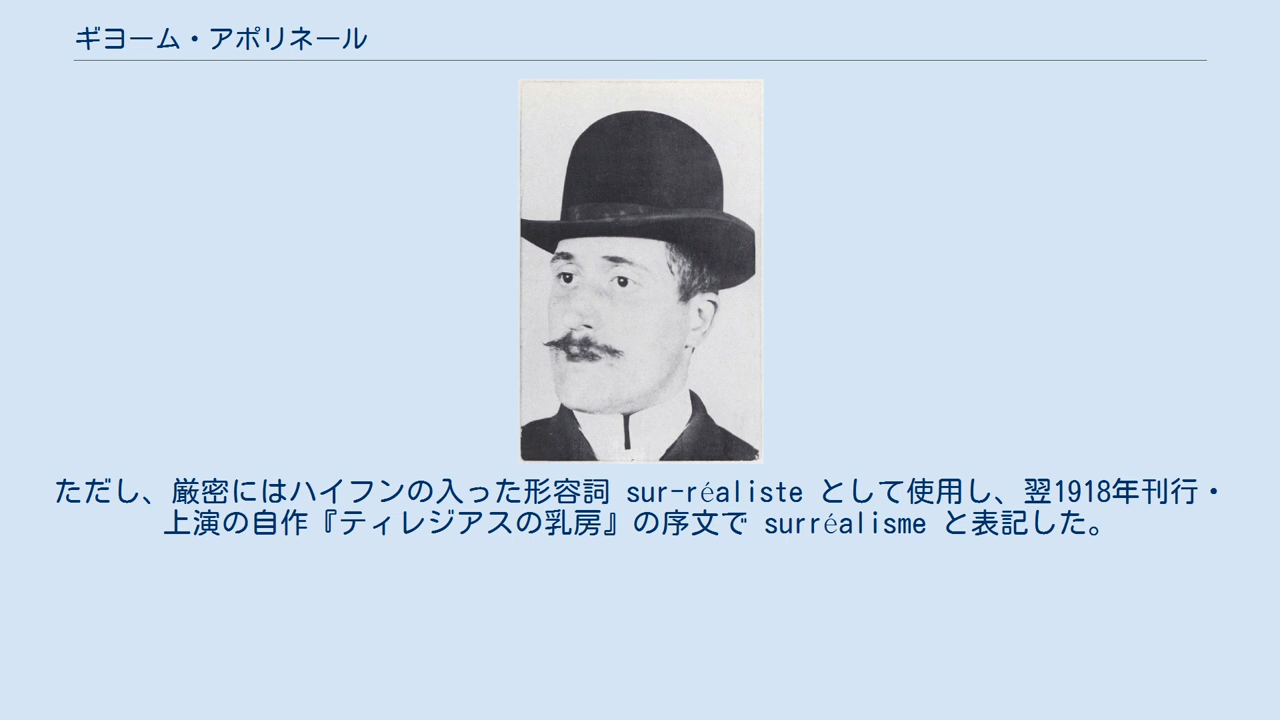 ギヨーム・アポリネール
ただし、厳密にはハイフンの入った形容詞 sur-réaliste として使用し、翌1918年刊行・
上演の自作『ティレジアスの乳房』の序文で surréalisme と表記した。